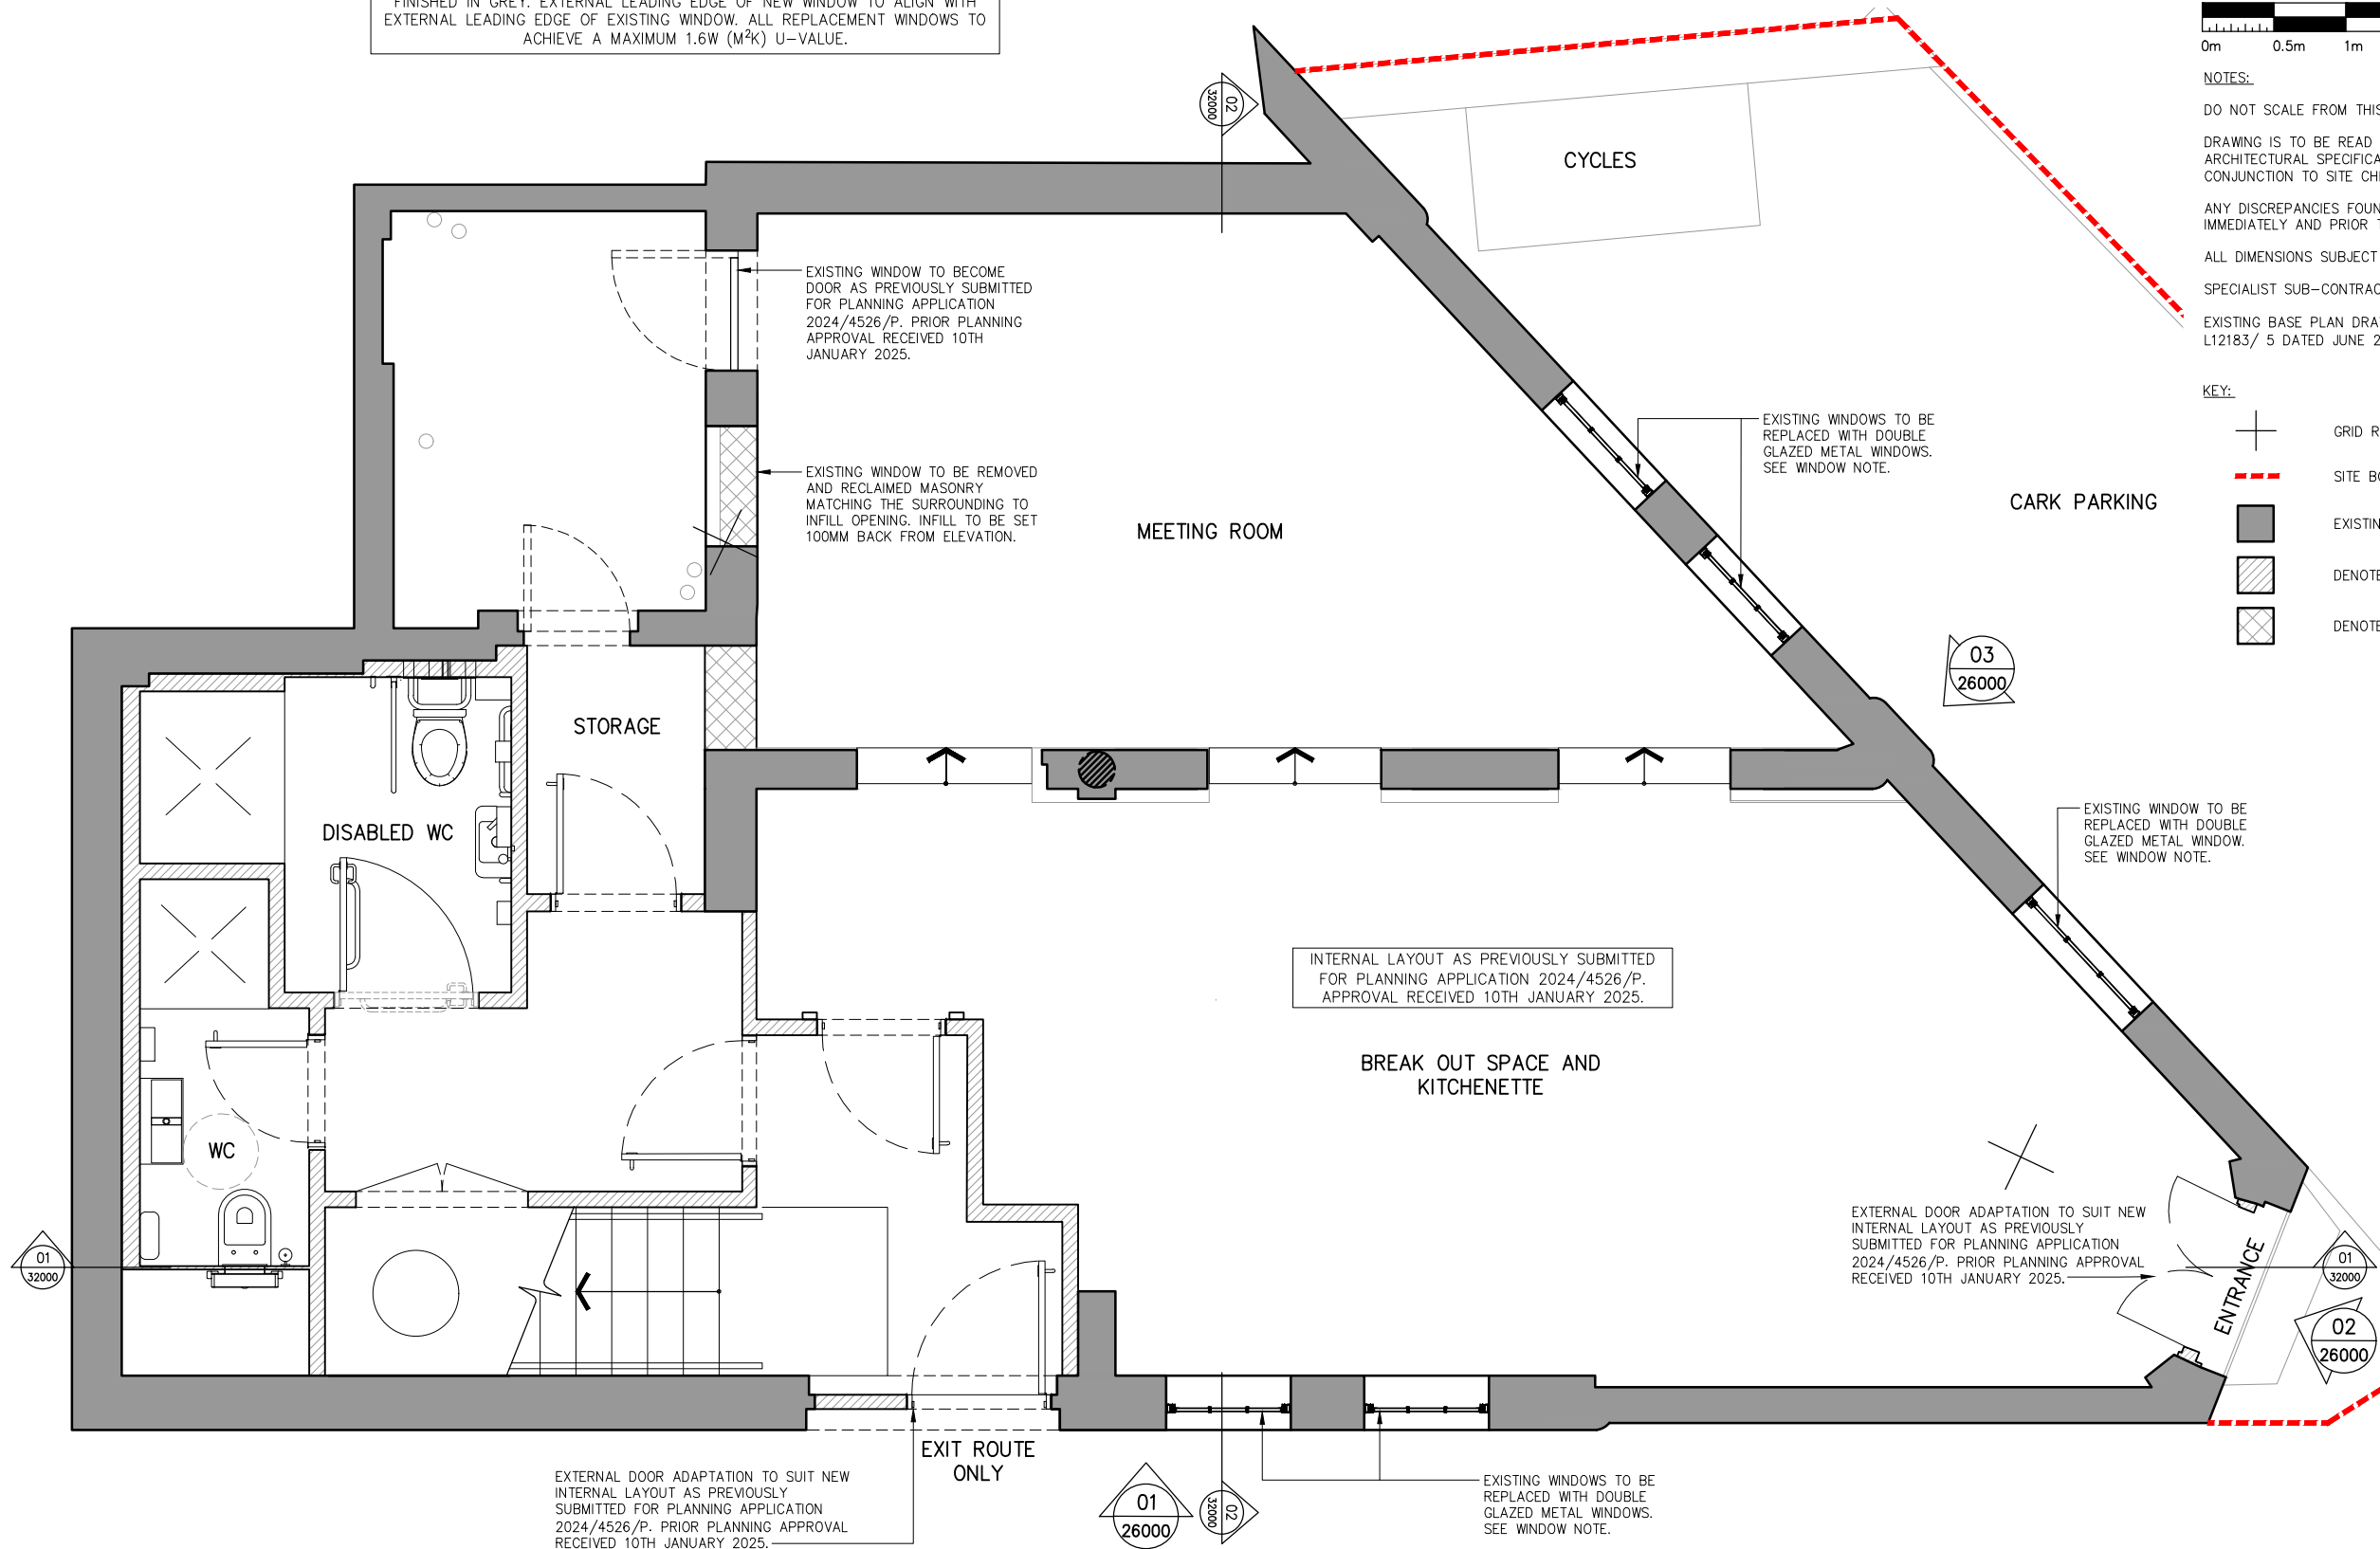 FINISHED IN GREY. EXTERNAL LEADING EDGE OF NEW WINDOW TO ALIGN WITH
EXTERNAL LEADING EDGE OF EXISTING WINDOW. ALL REPLACEMENT WINDOWS TO
ACHIEVE A MAXIMUM 1.6W (M²K) U-VALUE.
0m 0.5m 1m
NOTES:
DO NOT SCALE FROM THIS
DRAWING IS TO BE READ
ARCHITECTURAL SPECIFICA
CONJUNCTION TO SITE CH
ANY DISCREPANCIES FOUN
IMMEDIATELY AND PRIOR
ALL DIMENSIONS SUBJECT
SPECIALIST SUB-CONTRAC
EXISTING BASE PLAN DRA
L12183/ 5 DATED JUNE 2
KEY:
GRID R
SITE BO
EXISTIN
DENOTE
DENOTE
02
32000
CYCLES
EXISTING WINDOW TO BECOME
DOOR AS PREVIOUSLY SUBMITTED
FOR PLANNING APPLICATION
2024/4526/P. PRIOR PLANNING
APPROVAL RECEIVED 10TH
JANUARY 2025.
EXISTING WINDOWS TO BE
REPLACED WITH DOUBLE
GLAZED METAL WINDOWS.
SEE WINDOW NOTE.
EXISTING WINDOW TO BE REMOVED
AND RECLAIMED MASONRY
MATCHING THE SURROUNDING TO
INFILL OPENING. INFILL TO BE SET
100MM BACK FROM ELEVATION.
MEETING ROOM
CARK PARKING
03
26000
STORAGE
DISABLED WC
EXISTING WINDOW TO BE
REPLACED WITH DOUBLE
GLAZED METAL WINDOW.
SEE WINDOW NOTE.
INTERNAL LAYOUT AS PREVIOUSLY SUBMITTED
FOR PLANNING APPLICATION 2024/4526/P.
APPROVAL RECEIVED 10TH JANUARY 2025.
BREAK OUT SPACE AND
KITCHENETTE
WC
EXTERNAL DOOR ADAPTATION TO SUIT NEW
INTERNAL LAYOUT AS PREVIOUSLY
SUBMITTED FOR PLANNING APPLICATION
2024/4526/P. PRIOR PLANNING APPROVAL
RECEIVED 10TH JANUARY 2025.
ENTRANCE
01
32000
01
32000
02
26000
EXIT ROUTE
ONLY
EXTERNAL DOOR ADAPTATION TO SUIT NEW
INTERNAL LAYOUT AS PREVIOUSLY
SUBMITTED FOR PLANNING APPLICATION
2024/4526/P. PRIOR PLANNING APPROVAL
RECEIVED 10TH JANUARY 2025.
01
26000
02
32000
EXISTING WINDOWS TO BE
REPLACED WITH DOUBLE
GLAZED METAL WINDOWS.
SEE WINDOW NOTE.